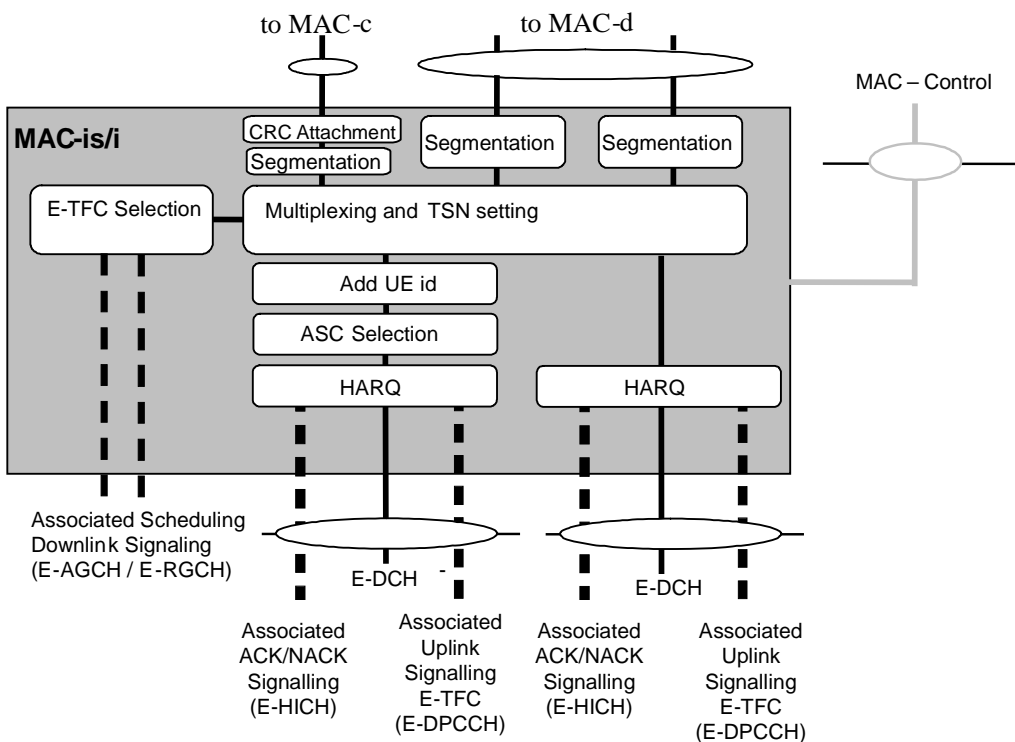 to MAC-c
to MAC-d
MAC – Control
MAC-is/i
CRC Attachment
Segmentation
Segmentation
Segmentation
E-TFC Selection
Multiplexing and TSN setting
Add UE id
ASC Selection
HARQ
HARQ
Associated Scheduling
Downlink Signaling
(E-AGCH / E-RGCH)
E-DCH
-
E-DCH
Associated
ACK/NACK
Signalling
(E-HICH)
Associated
Uplink
Signalling
E-TFC
(E-DPCCH)
Associated
ACK/NACK
Signalling
(E-HICH)
Associated
Uplink
Signalling
E-TFC
(E-DPCCH)